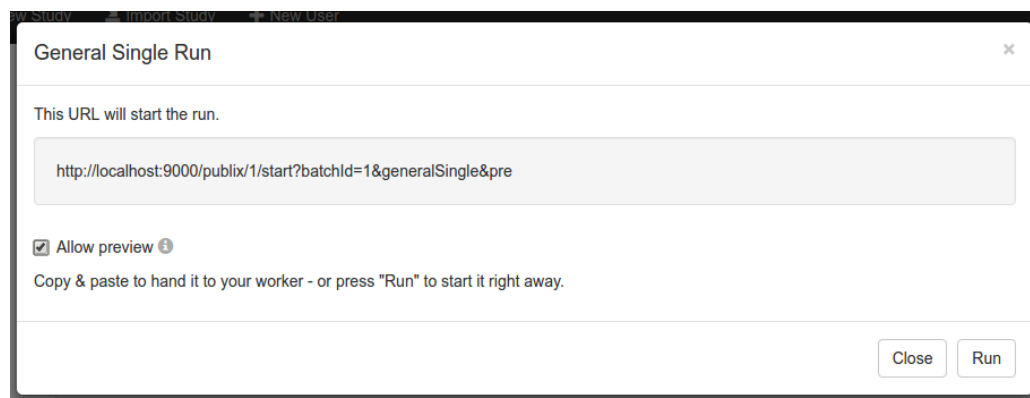 Study Import Study New User
General Single Run ×
This URL will start the run.
http://localhost:9000/publix/1/start?batchId=1&generalSingle&pre
Allow preview
Copy & paste to hand it to your worker - or press "Run" to start it right away.
Close Run